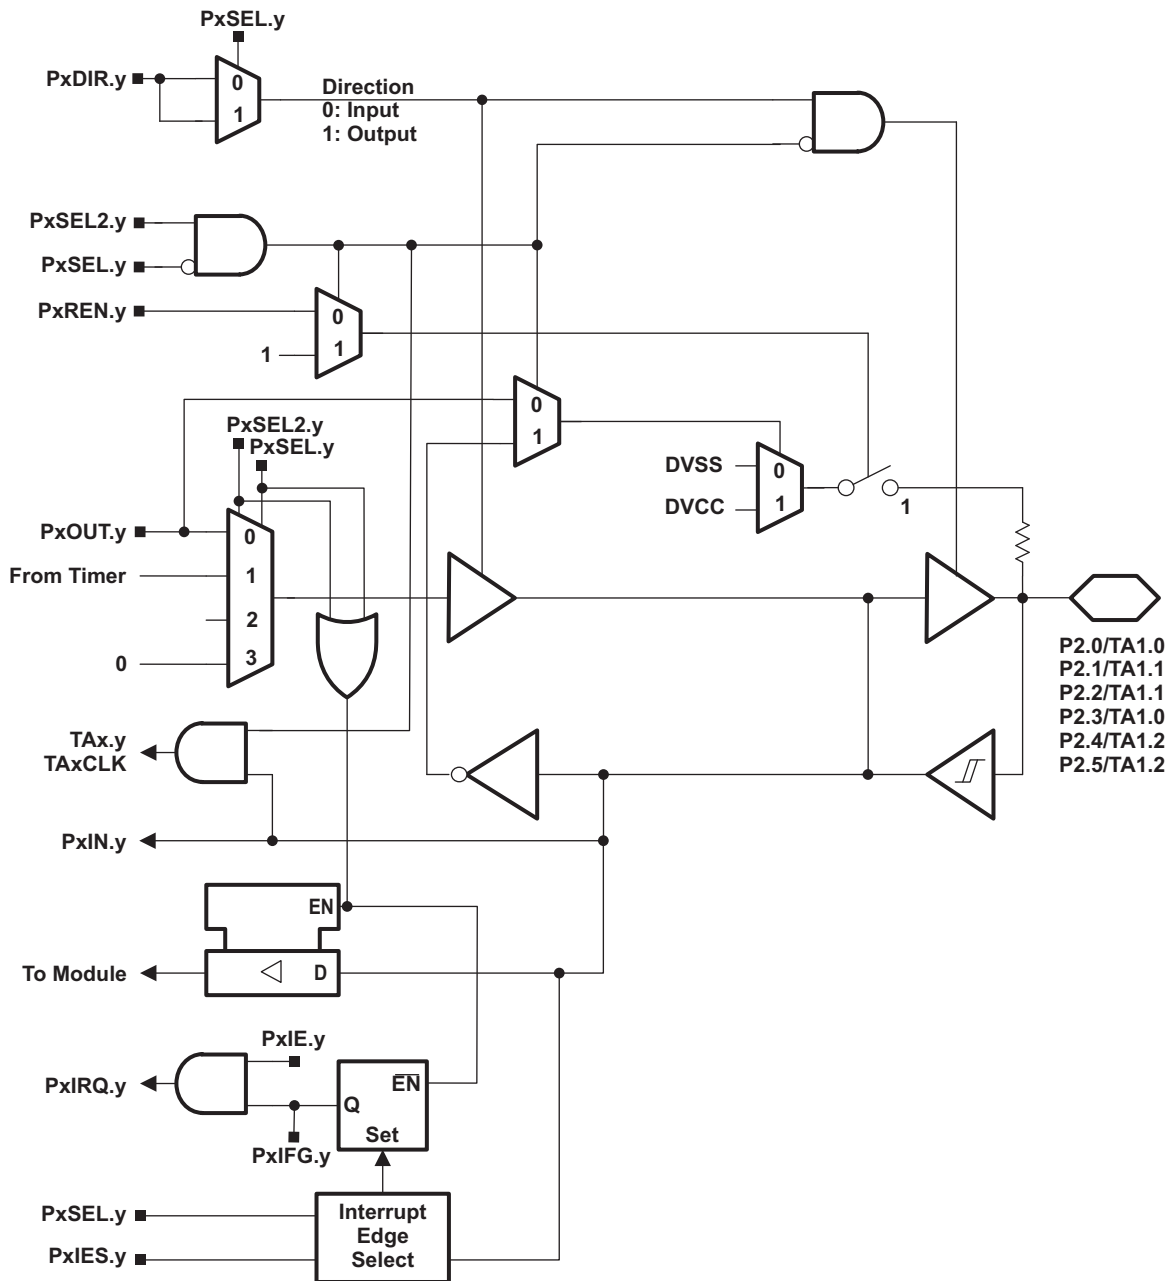 PxSEL.y
PxDIR.y
0
1
Direction
0: Input
1: Output
PxSEL2.y
PxSEL.y
PxREN.y
0
1
1
0
1
PxSEL2.y
PxSEL.y
DVSS
DVCC
0
1
1
PxOUT.y
From Timer
0
0
1
2
3
P2.0/TA1.0
P2.1/TA1.1
P2.2/TA1.1
P2.3/TA1.0
P2.4/TA1.2
P2.5/TA1.2
TAx.y
TAxCLK
PxIN.y
EN
To Module
D
PxIE.y
PxIRQ.y
EN
Q
Set
PxIFG.y
PxSEL.y
PxIES.y
Interrupt
Edge
Select